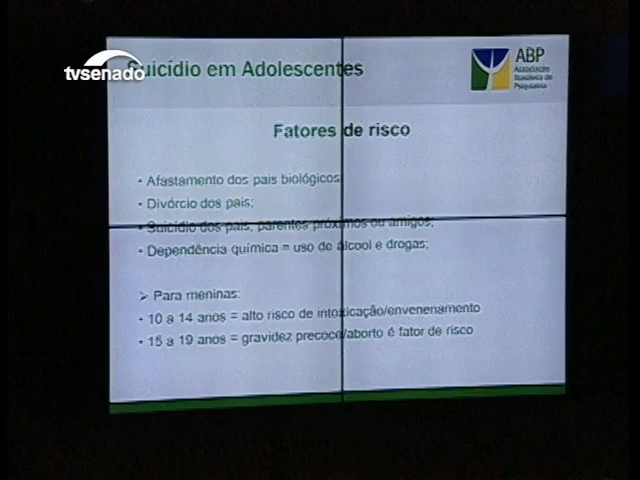 tvsenado
Suicídio em Adolescentes
ABP
Associação
Brasileira de
Psiquiatria
Fatores de risco
• Afastamento dos pais biológicos;
• Divórcio dos pais;
• Suicídio dos pais, parentes próximos ou amigos;
• Dependência química = uso de álcool e drogas;
➢ Para meninas:
• 10 a 14 anos = alto risco de intoxicação/envenenamento
• 15 a 19 anos = gravidez precoce/aborto é fator de risco